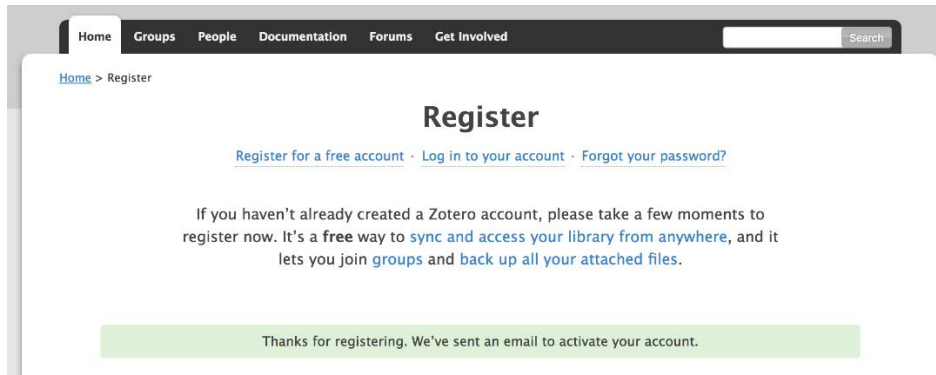 Home Groups People Documentation Forums Get Involved Search
Home > Register
Register
Register for a free account · Log in to your account · Forgot your password?
If you haven't already created a Zotero account, please take a few moments to
register now. It's a free way to sync and access your library from anywhere, and it
lets you join groups and back up all your attached files.
Thanks for registering. We've sent an email to activate your account.